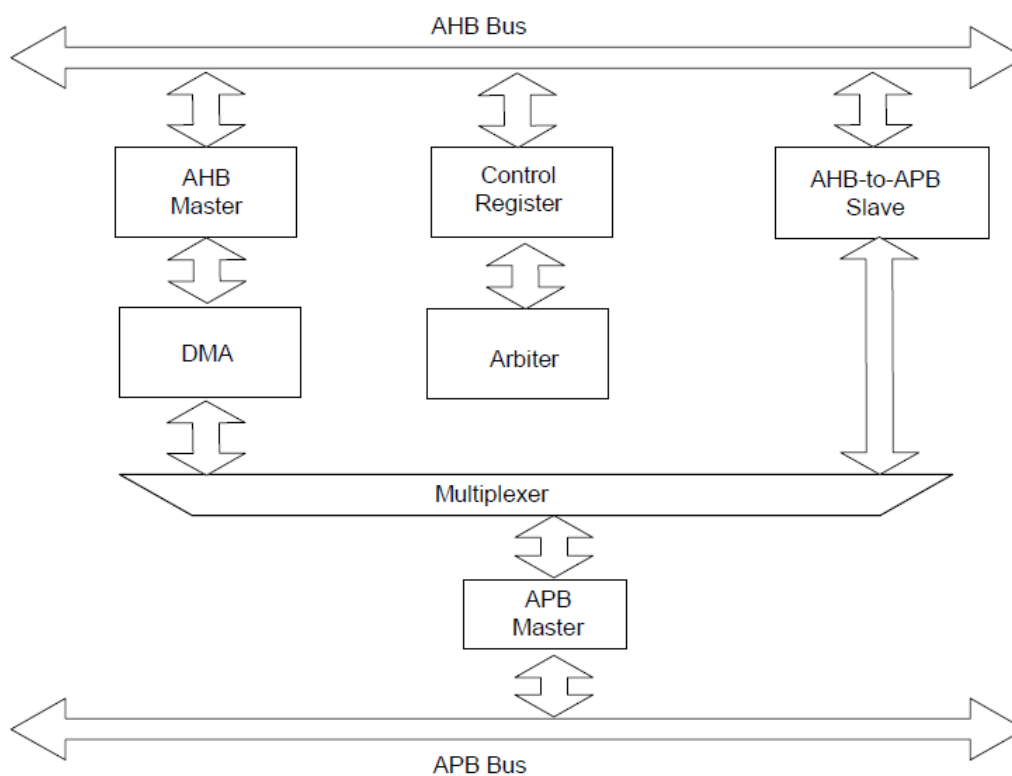 AHB Bus
AHB
Master
Control
Register
AHB-to-APB
Slave
DMA
Arbiter
Multiplexer
APB
Master
APB Bus